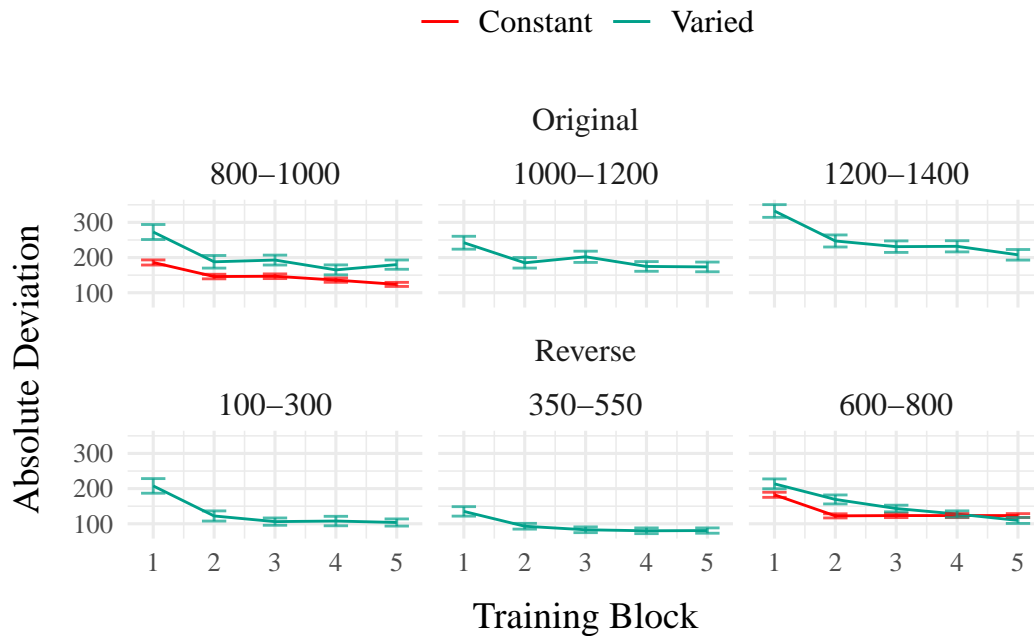 Constant Varied
Original
800–1000 1000–1200 1200–1400
300
200
100
Absolute Deviation
Reverse
100–300 350–550 600–800
300
200
100
1 2 3 4 5 1 2 3 4 5 1 2 3 4 5
Training Block